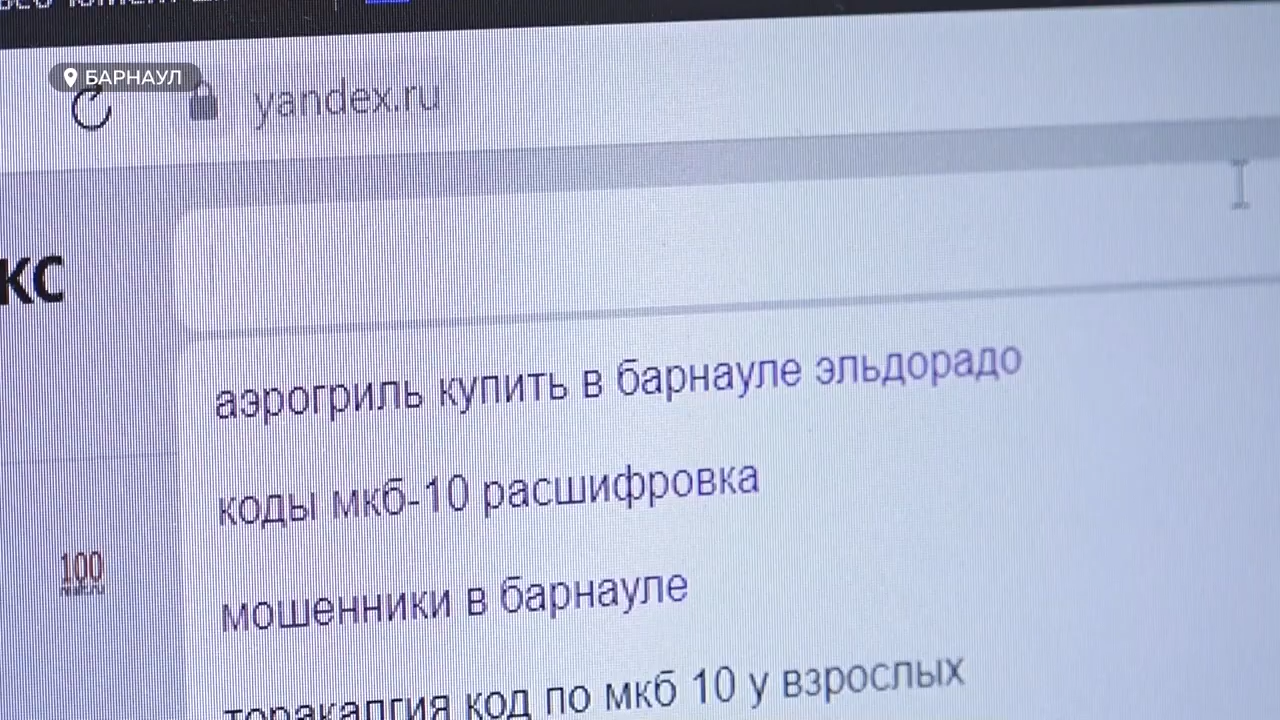 БАРНАУЛ
yandex.ru
кс
аэрогриль купить в барнауле эльдорадо
коды мкб-10 расшифровка
100
мошенники в барнауле
торакалгия код по мкб 10 у взрослых